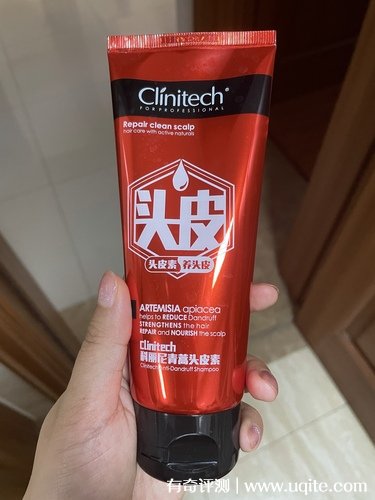 Clinitech®
FOR PROFESSIONAL
Repair clean scalp
hair care with active naturals
头皮
头皮素 养头皮
ARTEMISIA apiacea
helps to REDUCE Dandruff
STRENGTHENS the hair
REPAIR and NOURISH the scalp
Clinitech
科丽尼青蒿头皮素
Clinitech Anti-Dandruff Shampoo
有奇评测 | www.uqite.com